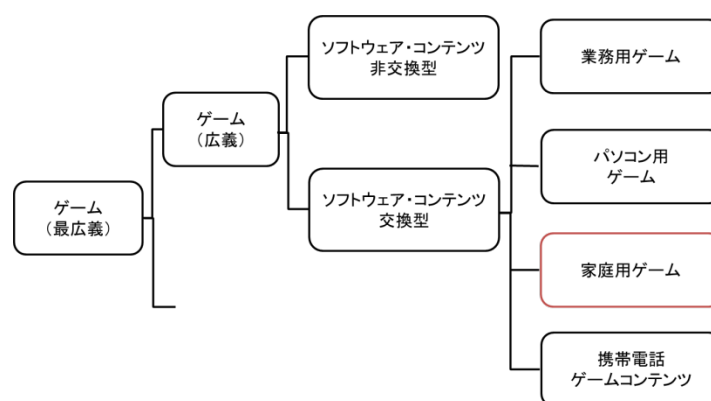 ソフトウェア・コンテンツ
非交換型
業務用ゲーム
ゲーム
（広義）
パソコン用
ゲーム
ゲーム
（最広義）
ソフトウェア・コンテンツ
交換型
家庭用ゲーム
携帯電話
ゲームコンテンツ